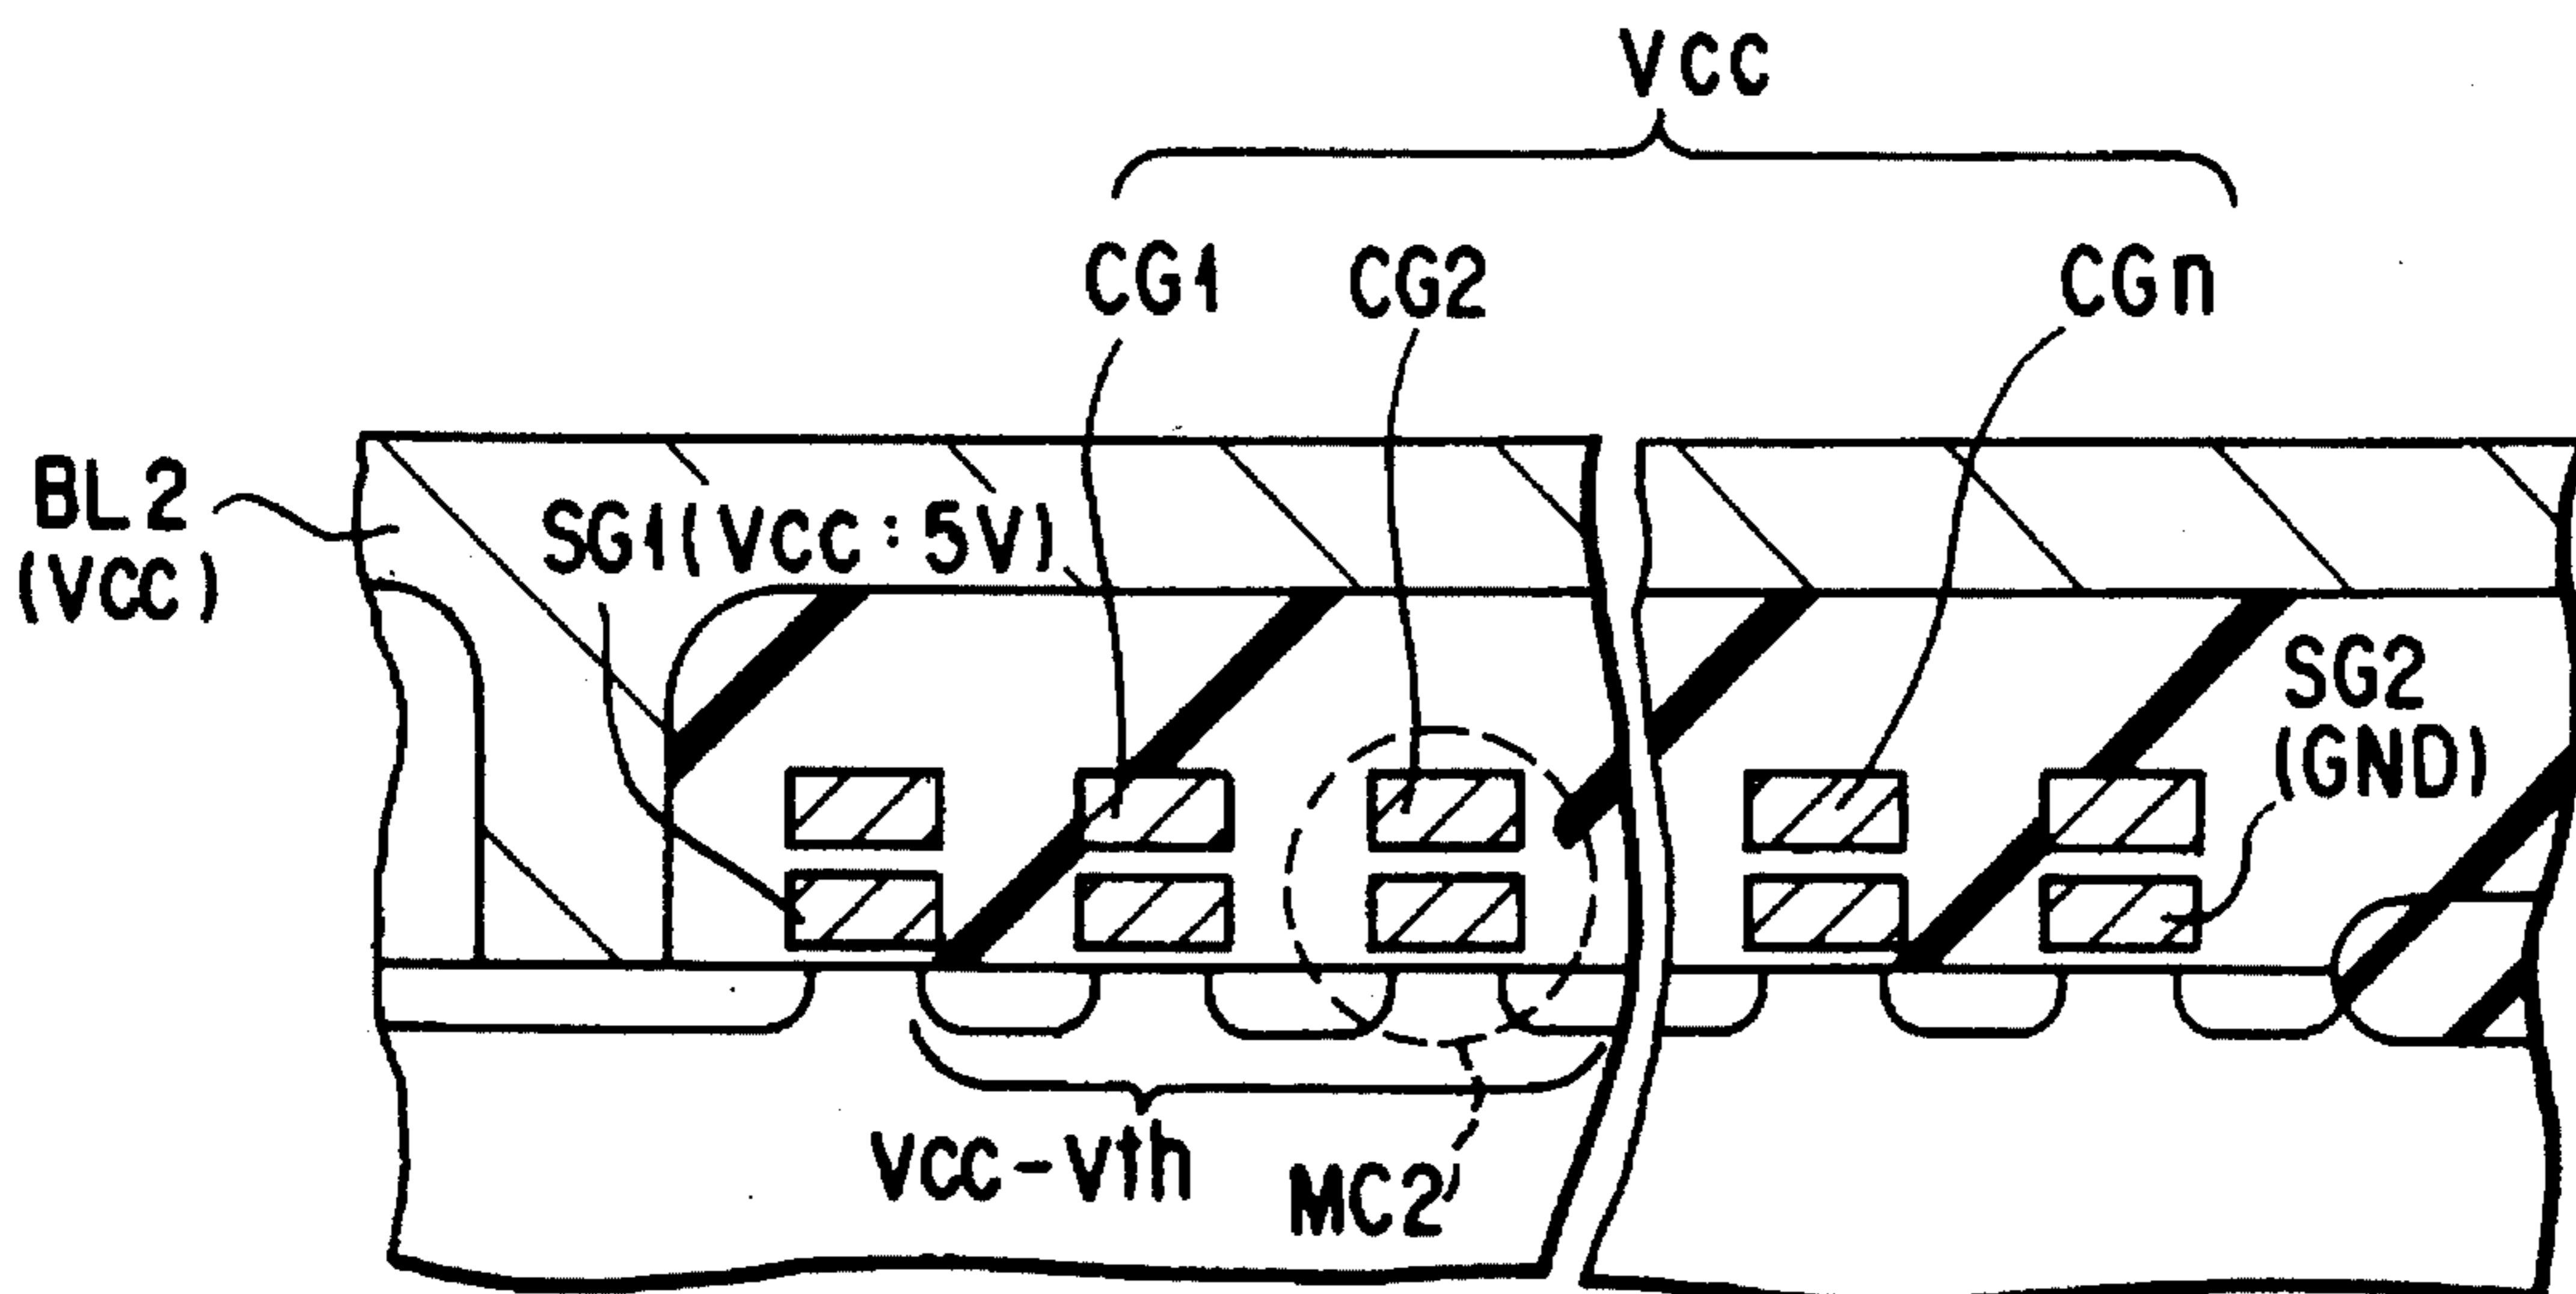 VCC
CG1 CG2 CGn
BL2
(VCC)
SG1(VCC:5V)
SG2
(GND)
VCC-Vth
MC2'